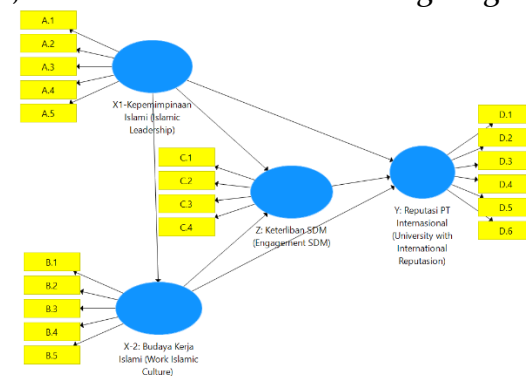 A.1
A.2
A.3
A.4
A.5
X1-Kepemimpinaan
Islami (Islamic
Leadership)
C.1
C.2
C.3
C.4
Z: Keterliban SDM
(Engagement SDM)
D.1
D.2
D.3
D.4
D.5
D.6
Y: Reputasi PT
Internasional
(University with
International
Reputasion)
B.1
B.2
B.3
B.4
B.5
X-2: Budaya Kerja
Islami (Work Islamic
Culture)